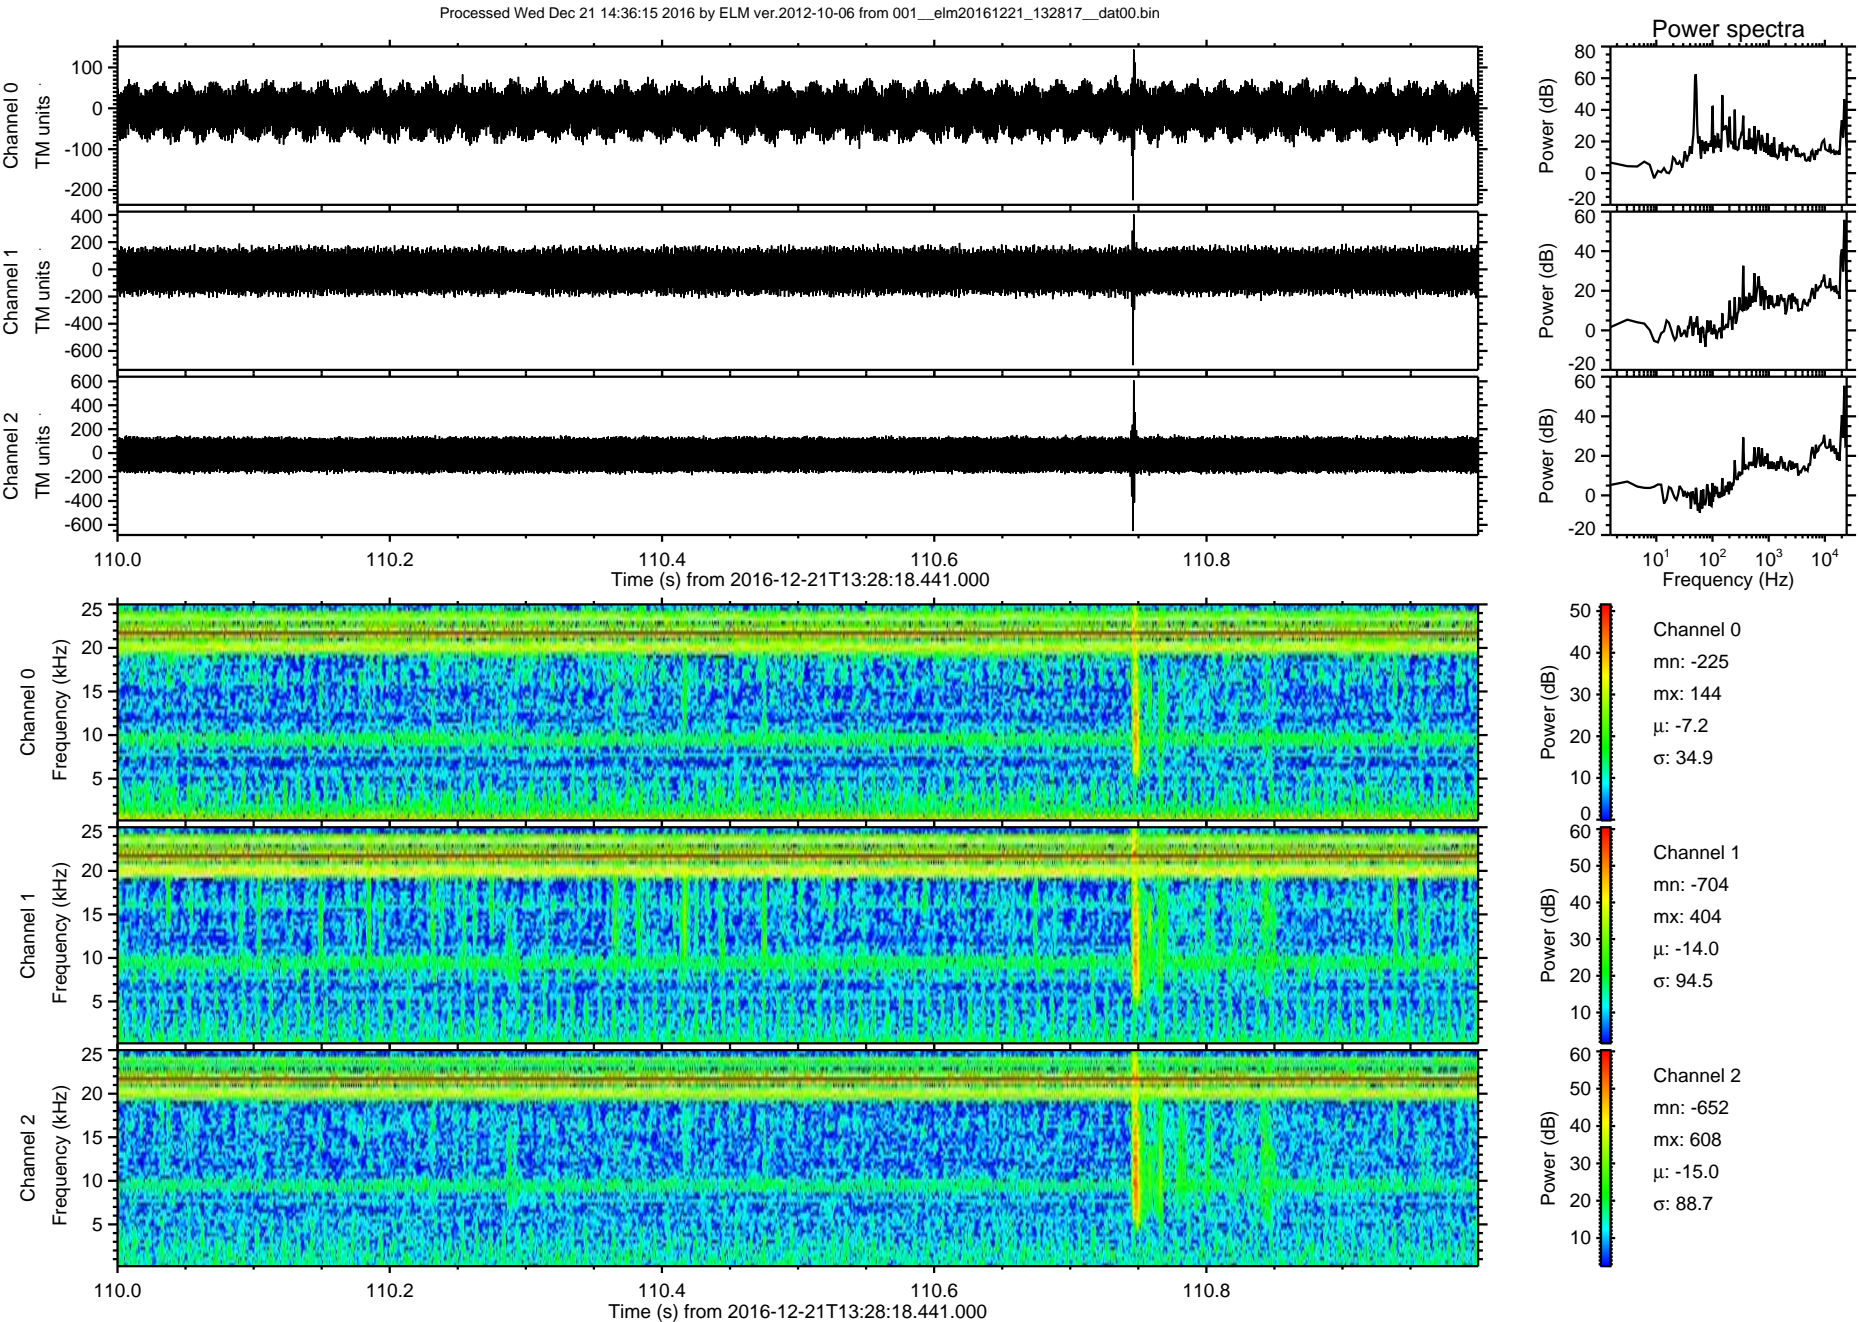 Processed Wed Dec 21 14:36:15 2016 by ELM ver.2012-10-06 from 001__elm20161221_132817__dat00.bin
Power spectra
Channel 0
TM units
100
0
-100
-200
Power (dB)
80
60
40
20
0
-20
Channel 1
TM units
400
200
0
-200
-400
-600
Power (dB)
60
40
20
0
-20
Channel 2
TM units
600
400
200
0
-200
-400
-600
Power (dB)
60
40
20
0
-20
110.0 110.2 110.4 110.6 110.8
Time (s) from 2016-12-21T13:28:18.441.000
10¹ 10² 10³ 10⁴
Frequency (Hz)
Channel 0
Frequency (kHz)
25
20
15
10
5
Power (dB)
50
40
30
20
10
0
Channel 0
mn: -225
mx: 144
μ: -7.2
σ: 34.9
Channel 1
Frequency (kHz)
25
20
15
10
5
Power (dB)
60
50
40
30
20
10
Channel 1
mn: -704
mx: 404
μ: -14.0
σ: 94.5
Channel 2
Frequency (kHz)
25
20
15
10
5
Power (dB)
60
50
40
30
20
10
Channel 2
mn: -652
mx: 608
μ: -15.0
σ: 88.7
110.0 110.2 110.4 110.6 110.8
Time (s) from 2016-12-21T13:28:18.441.000